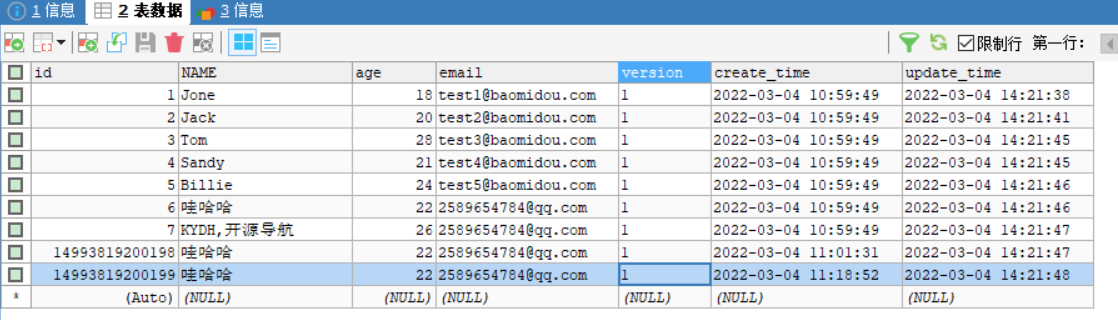 1 信息 2 表数据 3 信息
限制行 第一行:
id NAME age email version create_time update_time
1 Jone 18 test1@baomidou.com 1 2022-03-04 10:59:49 2022-03-04 14:21:38
2 Jack 20 test2@baomidou.com 1 2022-03-04 10:59:49 2022-03-04 14:21:41
3 Tom 28 test3@baomidou.com 1 2022-03-04 10:59:49 2022-03-04 14:21:45
4 Sandy 21 test4@baomidou.com 1 2022-03-04 10:59:49 2022-03-04 14:21:45
5 Billie 24 test5@baomidou.com 1 2022-03-04 10:59:49 2022-03-04 14:21:46
6 哇哈哈 22 2589654784@qq.com 1 2022-03-04 10:59:49 2022-03-04 14:21:46
7 KYDH,开源导航 26 2589654784@qq.com 1 2022-03-04 10:59:49 2022-03-04 14:21:47
14993819200198 哇哈哈 22 2589654784@qq.com 1 2022-03-04 11:01:31 2022-03-04 14:21:47
14993819200199 哇哈哈 22 2589654784@qq.com 1 2022-03-04 11:18:52 2022-03-04 14:21:48
* (Auto) (NULL) (NULL) (NULL) (NULL) (NULL) (NULL)